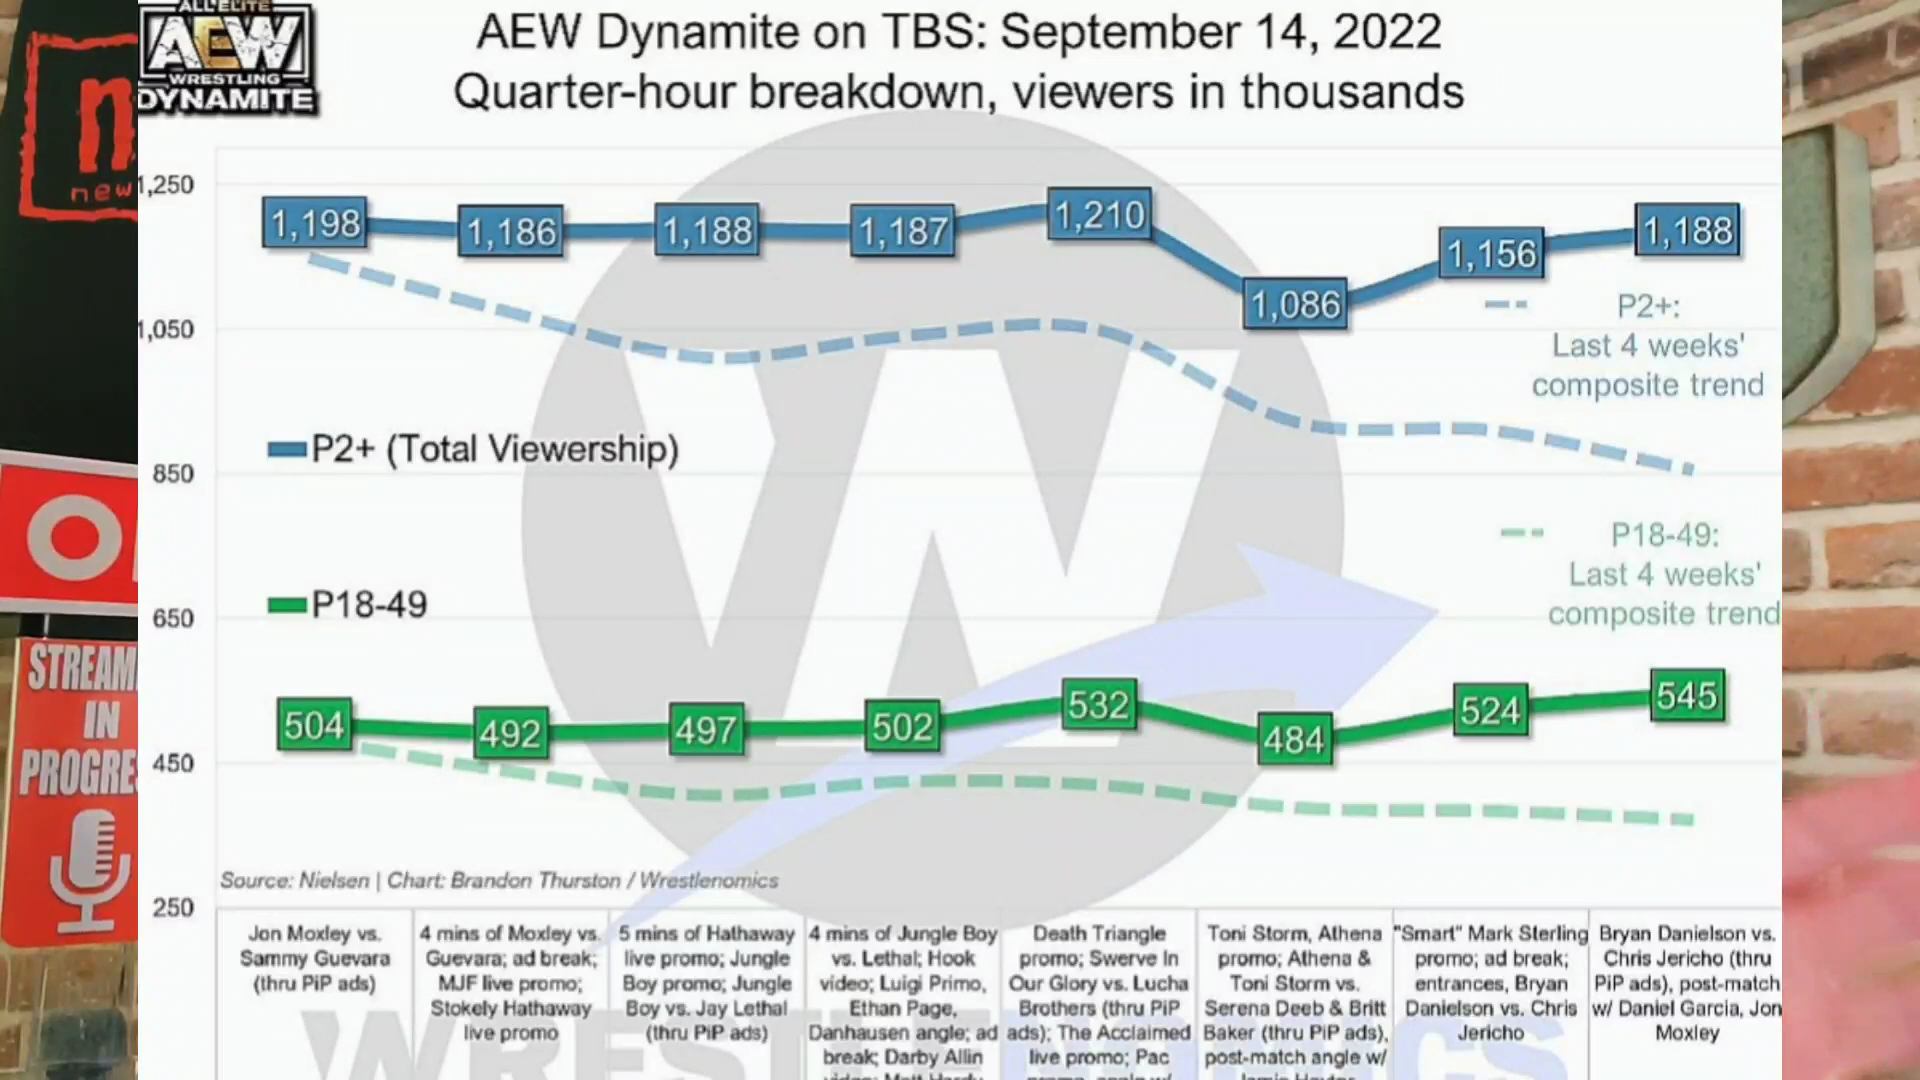 ALL ELITE
AEW
WRESTLING
DYNAMITE
AEW Dynamite on TBS: September 14, 2022
Quarter-hour breakdown, viewers in thousands
n
new
1,250
1,198
1,186
1,188
1,187
1,210
1,086
1,156
1,188
1,050
P2+:
Last 4 weeks'
composite trend
P2+ (Total Viewership)
850
P18-49:
Last 4 weeks'
composite trend
P18-49
650
STREAM
IN
PROGRE
504
492
497
502
532
484
524
545
450
Source: Nielsen | Chart: Brandon Thurston / Wrestlenomics
250
Jon Moxley vs.
Sammy Guevara
(thru PiP ads)
4 mins of Moxley vs.
Guevara; ad break;
MJF live promo;
Stokely Hathaway
live promo
5 mins of Hathaway
live promo; Jungle
Boy promo; Jungle
Boy vs. Jay Lethal
(thru PiP ads)
4 mins of Jungle Boy
vs. Lethal; Hook
video; Luigi Primo,
Ethan Page,
Danhausen angle; ad
break; Darby Allin
video; Matt Hardy
Death Triangle
promo; Swerve In
Our Glory vs. Lucha
Brothers (thru PiP
ads); The Acclaimed
live promo; Pac
promo, angle w/
Toni Storm, Athena
promo; Athena &
Toni Storm vs.
Serena Deeb & Britt
Baker (thru PiP ads),
post-match angle w/
Jamie Hayter
"Smart" Mark Sterling
promo; ad break;
entrances, Bryan
Danielson vs. Chris
Jericho
Bryan Danielson vs.
Chris Jericho (thru
PiP ads), post-match
w/ Daniel Garcia, Jon
Moxley